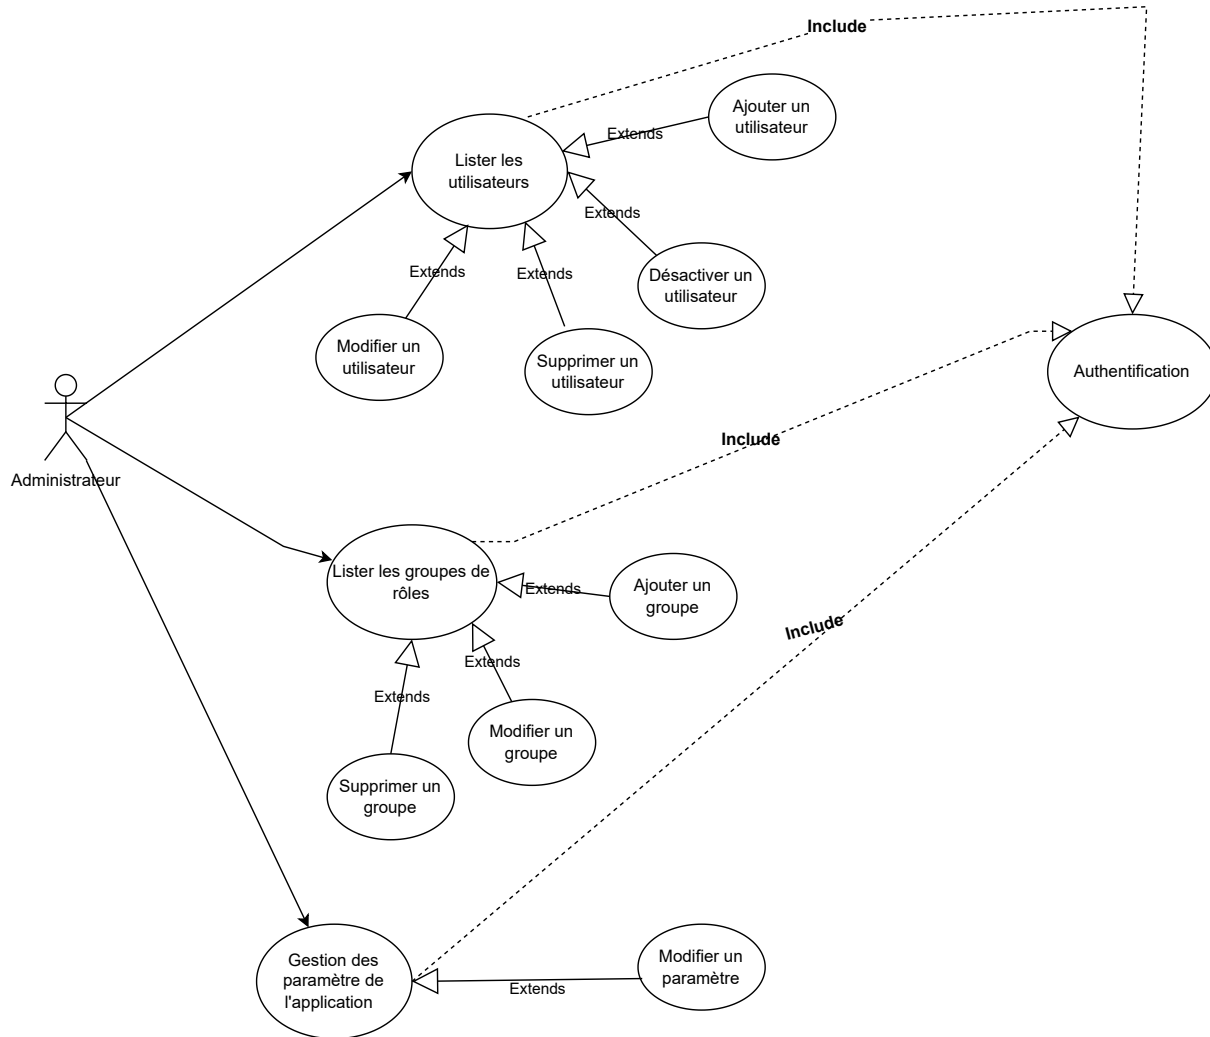 Include
Ajouter un
utilisateur
Extends
Lister les
utilisateurs
Extends
Extends
Extends
Désactiver un
utilisateur
Modifier un
utilisateur
Supprimer un
utilisateur
Authentification
Include
Administrateur
Lister les groupes de
rôles
Extends
Ajouter un
groupe
Include
Extends
Extends
Modifier un
groupe
Supprimer un
groupe
Gestion des
paramètre de
l'application
Extends
Modifier un
paramètre